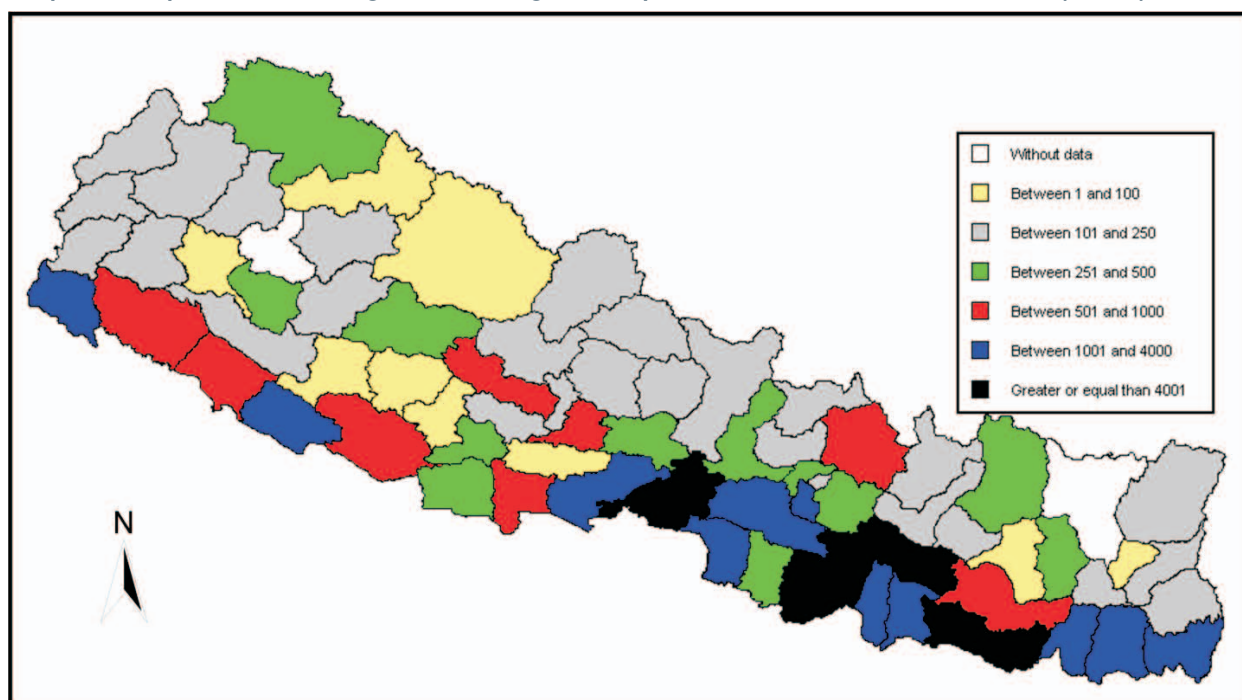 Without data
Between 1 and 100
Between 101 and 250
Between 251 and 500
Between 501 and 1000
Between 1001 and 4000
Greater or equal than 4001
N